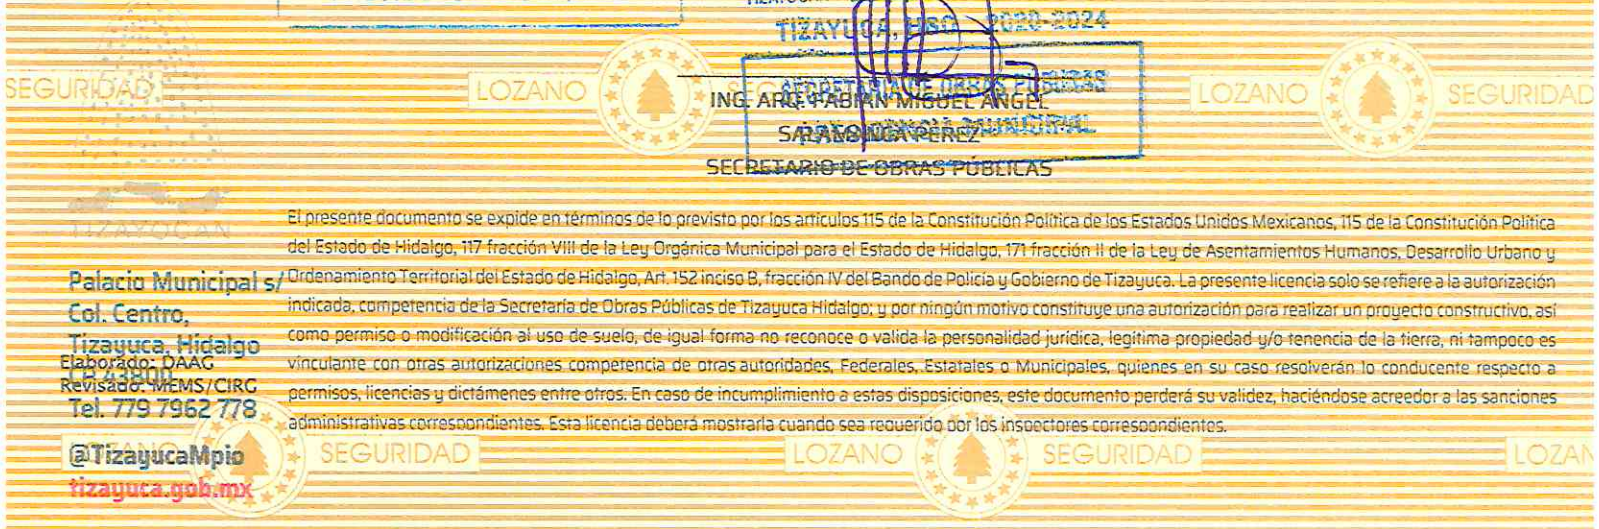 TIZAYUCA, HGO. 2020-2024
SEGURIDAD LOZANO LOZANO SEGURIDAD
SECRETARIA DE OBRAS PÚBLICAS
ING. ARQ. FABIAN MIGUEL ANGEL
PRESIDENCIA MUNICIPAL
PEREZ
SECRETARIO DE OBRAS PÚBLICAS
TIZAYOCAN
El presente documento se expide en términos de lo previsto por los artículos 115 de la Constitución Política de los Estados Unidos Mexicanos, 115 de la Constitución Política
del Estado de Hidalgo, 117 fracción VIII de la Ley Orgánica Municipal para el Estado de Hidalgo, 171 fracción II de la Ley de Asentamientos Humanos, Desarrollo Urbano y
Ordenamiento Territorial del Estado de Hidalgo, Art. 152 inciso B, fracción IV del Bando de Policía y Gobierno de Tizayuca. La presente licencia solo se refiere a la autorización
indicada, competencia de la Secretaría de Obras Públicas de Tizayuca Hidalgo; y por ningún motivo constituye una autorización para realizar un proyecto constructivo, así
como permiso o modificación al uso de suelo, de igual forma no reconoce o valida la personalidad jurídica, legítima propiedad y/o tenencia de la tierra, ni tampoco es
vinculante con otras autorizaciones competencia de otras autoridades, Federales, Estatales o Municipales, quienes en su caso resolverán lo conducente respecto a
permisos, licencias y dictámenes entre otros. En caso de incumplimiento a estas disposiciones, este documento perderá su validez, haciéndose acreedor a las sanciones
administrativas correspondientes. Esta licencia deberá mostrarla cuando sea requerido por los inspectores correspondientes.
Palacio Municipal s/
Col. Centro,
Tizayuca, Hidalgo
Elaborado: DAAG
C.P. 43800
Revisado: MEMS/CIRG
Tel. 779 7962 778
@TizayucaMpio
tizayuca.gob.mx
LOZANO SEGURIDAD LOZANO SEGURIDAD LOZAN